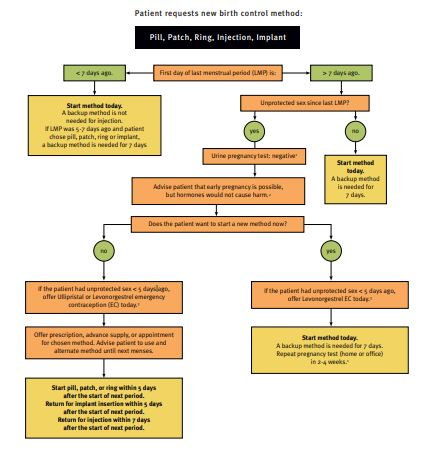 Patient requests new birth control method:
Pill, Patch, Ring, Injection, Implant
< 7 days ago.
First day of last menstrual period (LMP) is:
> 7 days ago.
Start method today.
A backup method is not
needed for injection.
If LMP was 5-7 days ago and patient
chose pill, patch, ring or implant,
a backup method is needed for 7 days
Unprotected sex since last LMP?
yes
no
Urine pregnancy test: negative
Start method
today.
A backup method
is needed for
7 days.
Advise patient that early pregnancy is possible,
but hormones would not cause harm.
Does the patient want to start a new method now?
no
yes
If the patient had unprotected sex < 5 days ago,
offer Ullipristal or Levonorgestrel emergency
contraception (EC) today.
If the patient had unprotected sex < 5 days ago,
offer Levonorgestrel EC today.
Offer prescription, advance supply, or appointment
for chosen method. Advise patient to use and
alternate method until next menses.
Start method today.
A backup method is needed for 7 days.
Repeat pregnancy test (home or office)
in 2-4 weeks.
Start pill, patch, or ring within 5 days
after the start of next period.
Return for implant insertion within 5 days
after the start of next period.
Return for injection within 7 days
after the start of next period.